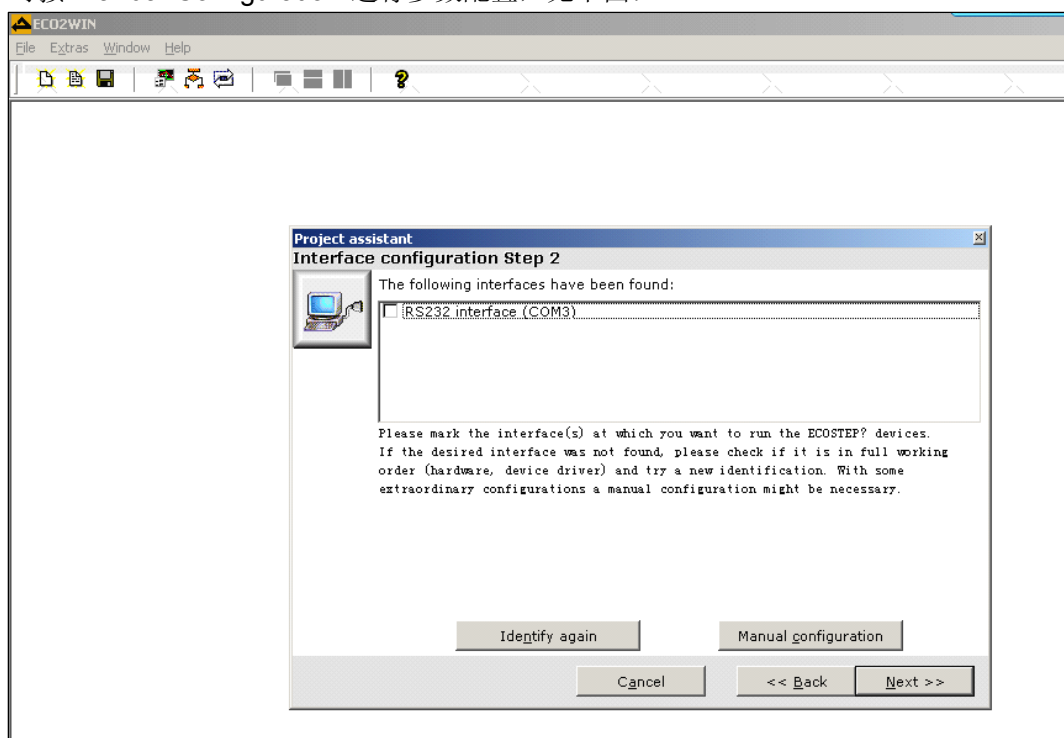 ECO2WIN
File Extras Window Help
Project assistant
Interface configuration Step 2
The following interfaces have been found:
RS232 interface (COM3)
Please mark the interface(s) at which you want to run the ECOSTEP? devices.
If the desired interface was not found, please check if it is in full working
order (hardware, device driver) and try a new identification. With some
extraordinary configurations a manual configuration might be necessary.
Identify again Manual configuration
Cancel << Back Next >>